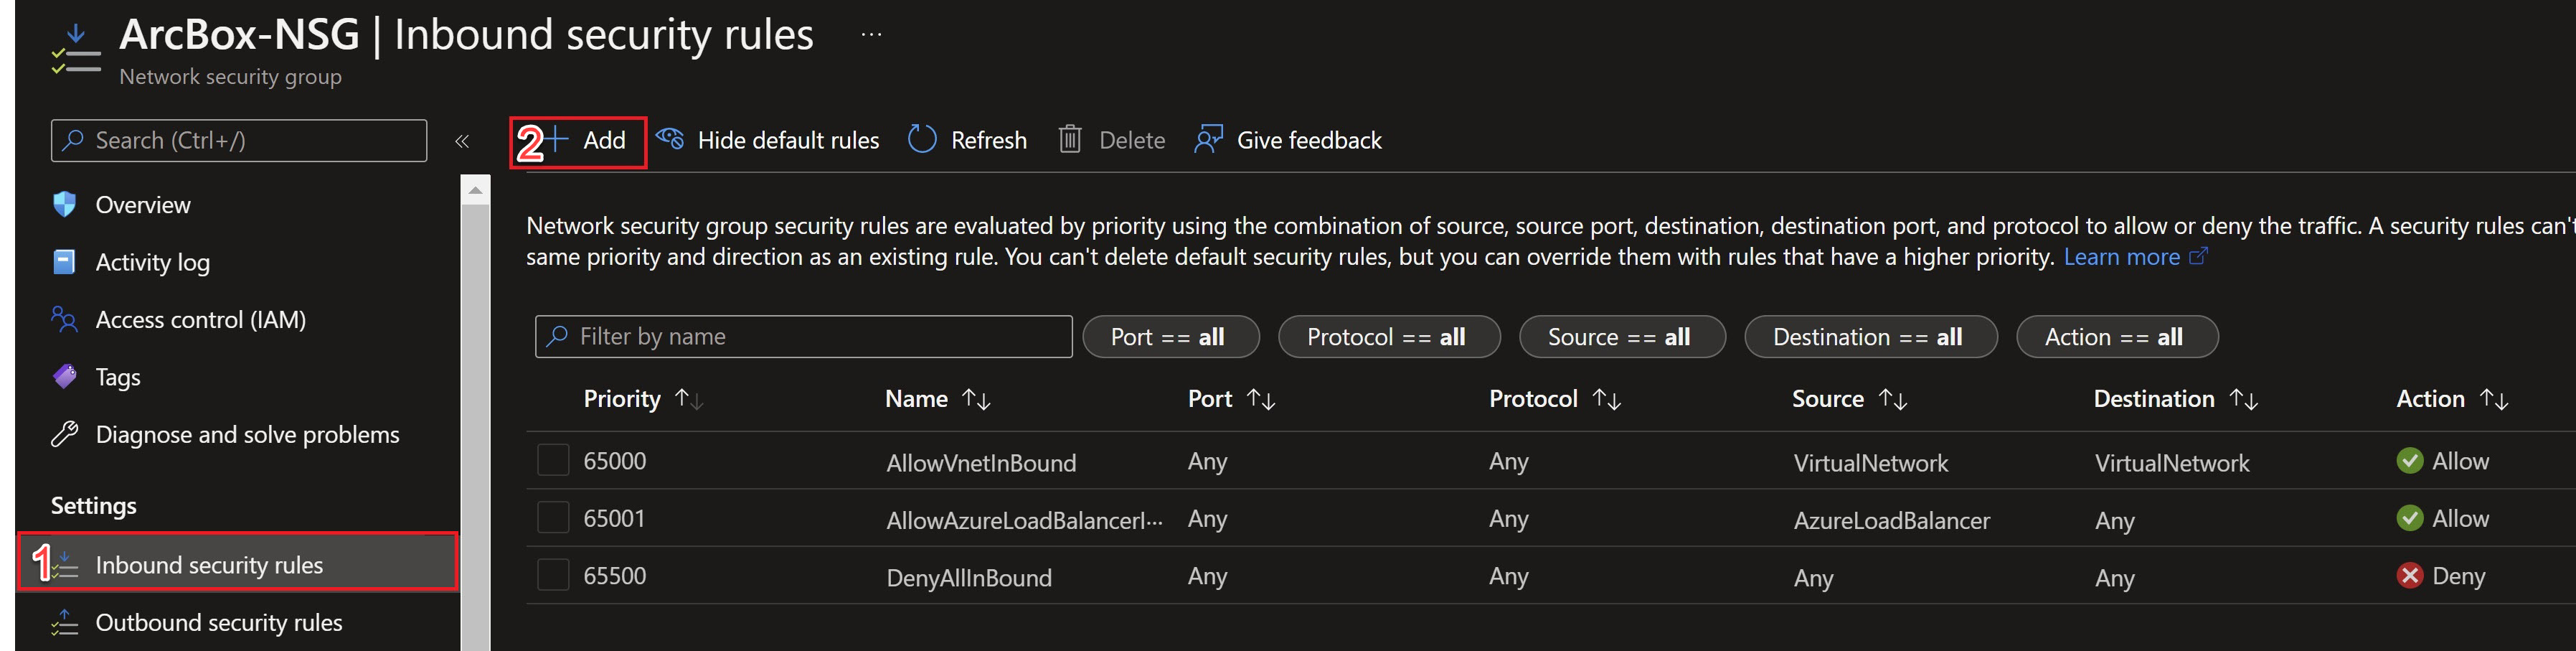 ArcBox-NSG | Inbound security rules ...
Network security group
Search (Ctrl+/)
«
2 + Add Hide default rules Refresh Delete Give feedback
Overview
Activity log
Access control (IAM)
Tags
Diagnose and solve problems
Settings
1 Inbound security rules
Outbound security rules
Network security group security rules are evaluated by priority using the combination of source, source port, destination, destination port, and protocol to allow or deny the traffic. A security rules can't
same priority and direction as an existing rule. You can't delete default security rules, but you can override them with rules that have a higher priority. Learn more
Filter by name Port == all Protocol == all Source == all Destination == all Action == all
Priority ↑↓ Name ↑↓ Port ↑↓ Protocol ↑↓ Source ↑↓ Destination ↑↓ Action ↑↓
65000 AllowVnetInBound Any Any VirtualNetwork VirtualNetwork Allow
65001 AllowAzureLoadBalancerI... Any Any AzureLoadBalancer Any Allow
65500 DenyAllInBound Any Any Any Any Deny